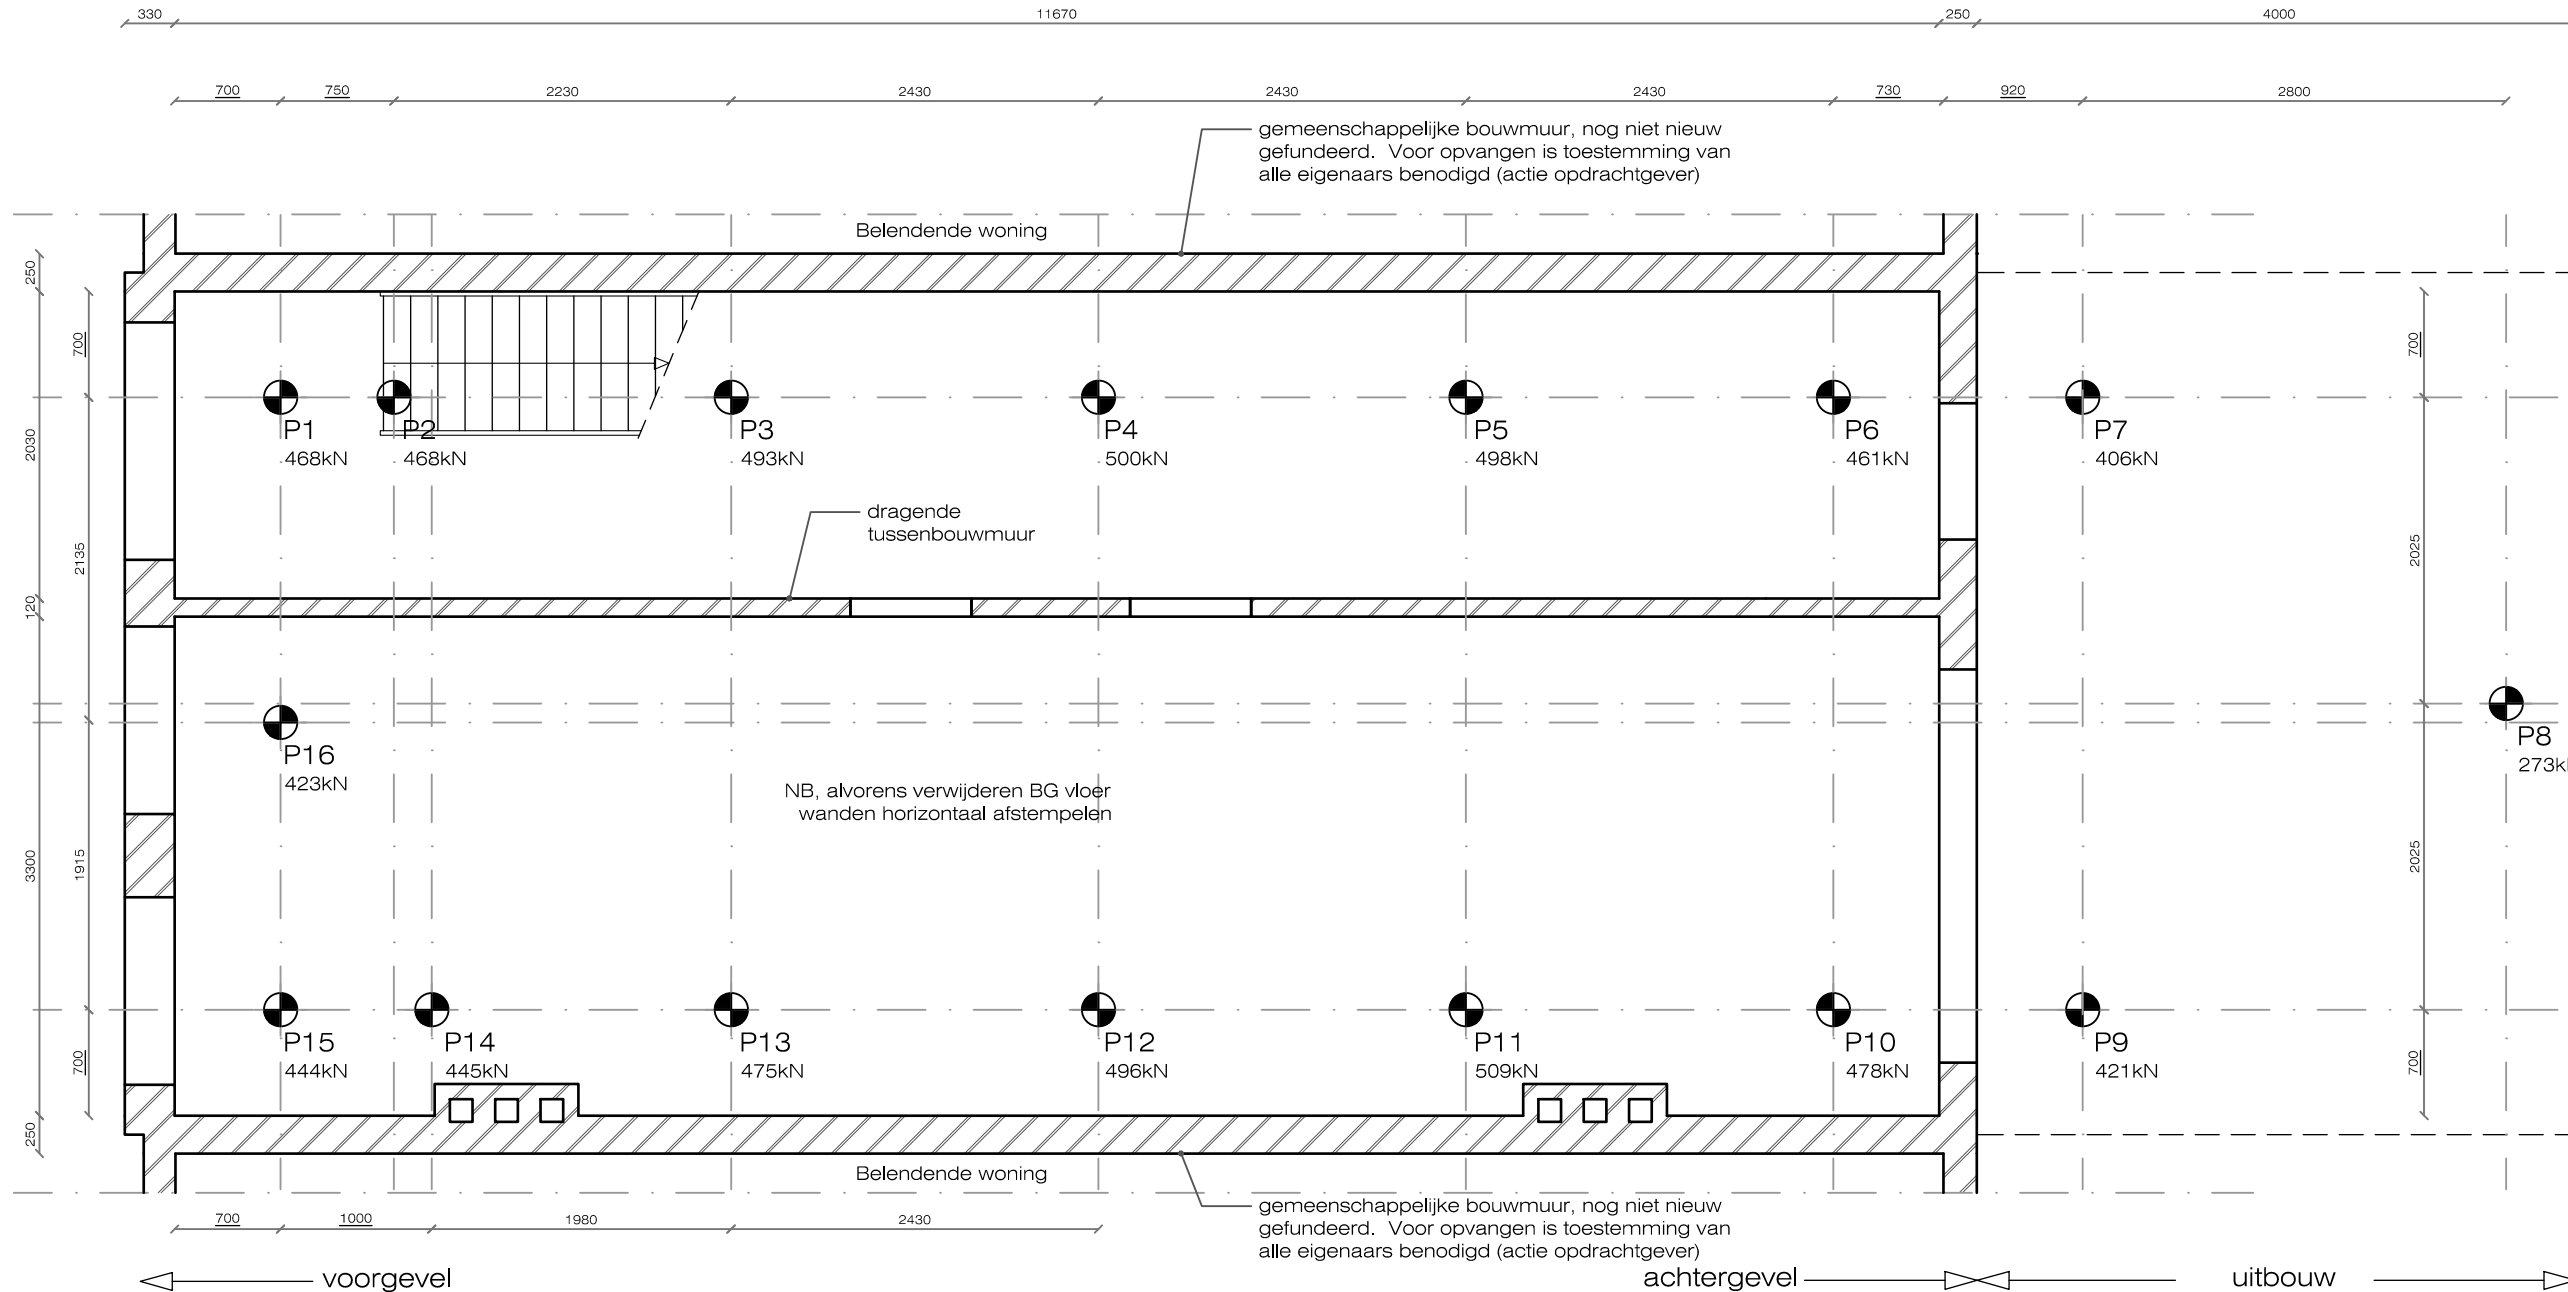 330
11670
250
4000
700
750
2230
2430
2430
2430
730
920
2800
gemeenschappelijke bouwmuur, nog niet nieuw
gefundeerd. Voor opvangen is toestemming van
alle eigenaars benodigd (actie opdrachtgever)
Belendende woning
250
2030
120
3300
250
700
2135
1915
700
700
2025
2025
700
P1
468kN
P2
468kN
P3
493kN
P4
500kN
P5
498kN
P6
461kN
P7
406kN
dragende
tussenbouwmuur
P16
423kN
P8
NB, alvorens verwijderen BG vloer
wanden horizontaal afstempelen
P15
444kN
P14
445kN
P13
475kN
P12
496kN
P11
509kN
P10
478kN
P9
421kN
Belendende woning
gemeenschappelijke bouwmuur, nog niet nieuw
gefundeerd. Voor opvangen is toestemming van
alle eigenaars benodigd (actie opdrachtgever)
700
1000
1980
2430
voorgevel
achtergevel
uitbouw